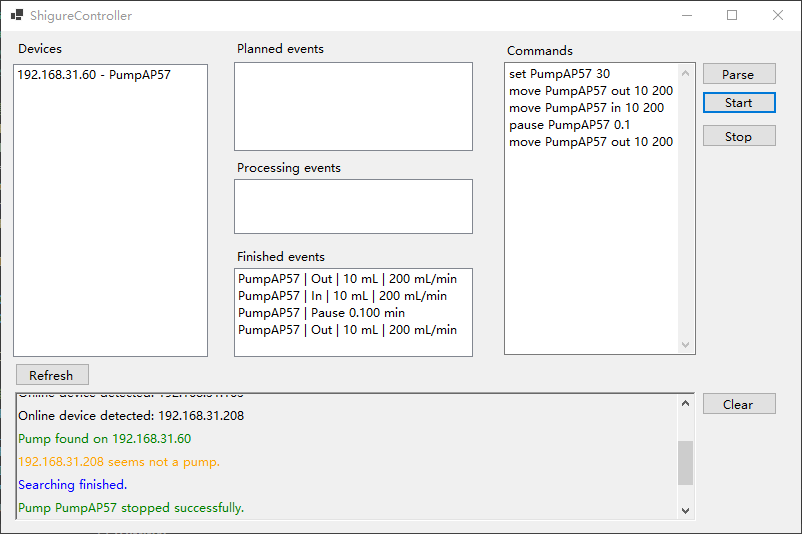 ShigureController
Devices
192.168.31.60 - PumpAP57
Refresh
Planned events
Processing events
Finished events
PumpAP57 | Out | 10 mL | 200 mL/min
PumpAP57 | In | 10 mL | 200 mL/min
PumpAP57 | Pause 0.100 min
PumpAP57 | Out | 10 mL | 200 mL/min
Commands
set PumpAP57 30
move PumpAP57 out 10 200
move PumpAP57 in 10 200
pause PumpAP57 0.1
move PumpAP57 out 10 200
Parse
Start
Stop
Online device detected:
Online device detected: 192.168.31.208
Pump found on 192.168.31.60
192.168.31.208 seems not a pump.
Searching finished.
Pump PumpAP57 stopped successfully.
Clear